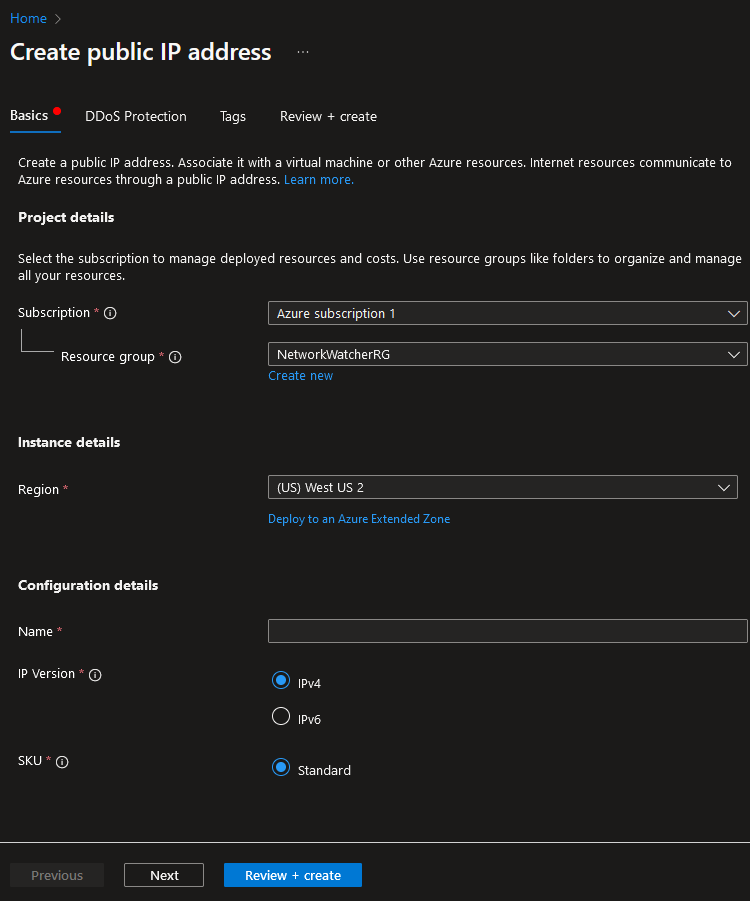 Home
Create public IP address ...
Basics DDoS Protection Tags Review + create
Create a public IP address. Associate it with a virtual machine or other Azure resources. Internet resources communicate to
Azure resources through a public IP address. Learn more.
Project details
Select the subscription to manage deployed resources and costs. Use resource groups like folders to organize and manage
all your resources.
Subscription * Azure subscription 1
Resource group * NetworkWatcherRG
Create new
Instance details
Region * (US) West US 2
Deploy to an Azure Extended Zone
Configuration details
Name *
IP Version * IPv4
IPv6
SKU * Standard
Previous Next Review + create